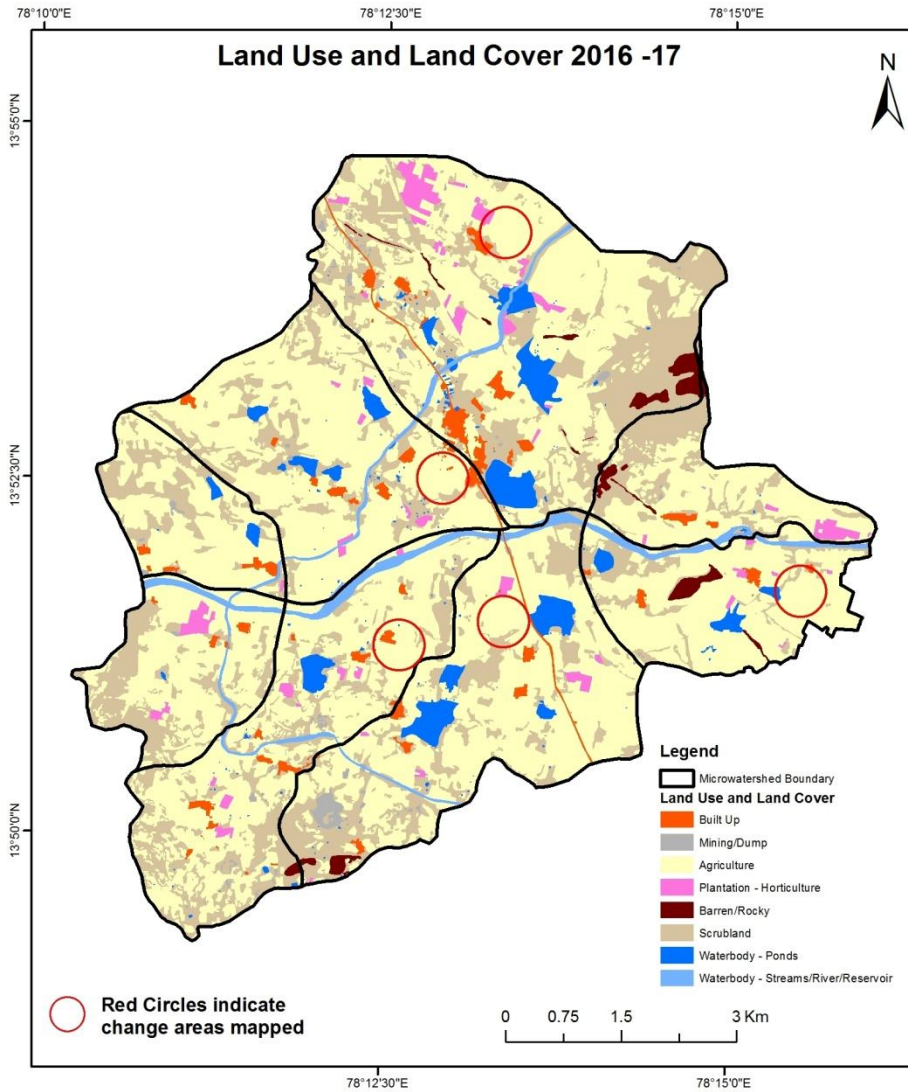 78°10'0"E 78°12'30"E 78°15'0"E
Land Use and Land Cover 2016 -17
N
13°55'0"N
13°52'30"N
13°50'0"N
Legend
Microwatershed Boundary
Land Use and Land Cover
Built Up
Mining/Dump
Agriculture
Plantation - Horticulture
Barren/Rocky
Scrubland
Waterbody - Ponds
Waterbody - Streams/River/Reservoir
Red Circles indicate
change areas mapped
0 0.75 1.5 3 Km
78°12'30"E 78°15'0"E